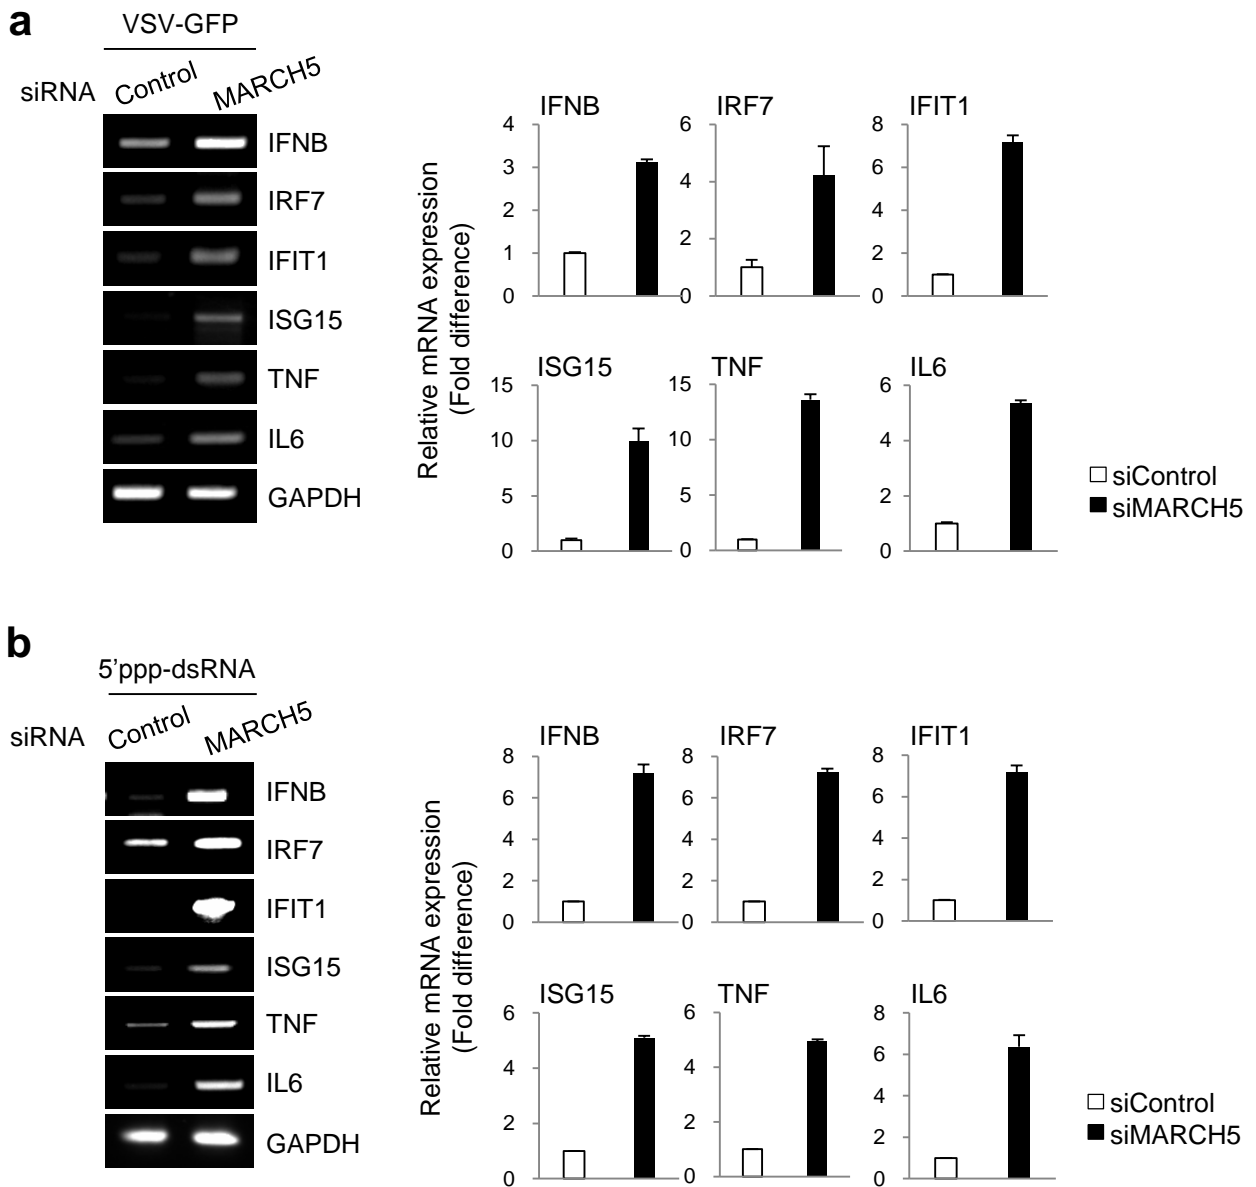 a
VSV-GFP
siRNA Control MARCH5
IFNB
IRF7
IFIT1
ISG15
TNF
IL6
GAPDH
Relative mRNA expression
(Fold difference)
IFNB
4
3
2
1
0
IRF7
6
4
2
0
IFIT1
8
6
4
2
0
ISG15
15
10
5
0
TNF
15
10
5
0
IL6
6
4
2
0
siControl
siMARCH5
b
5'ppp-dsRNA
siRNA Control MARCH5
IFNB
IRF7
IFIT1
ISG15
TNF
IL6
GAPDH
Relative mRNA expression
(Fold difference)
IFNB
8
6
4
2
0
IRF7
8
6
4
2
0
IFIT1
8
6
4
2
0
ISG15
6
4
2
0
TNF
6
4
2
0
IL6
8
6
4
2
0
siControl
siMARCH5